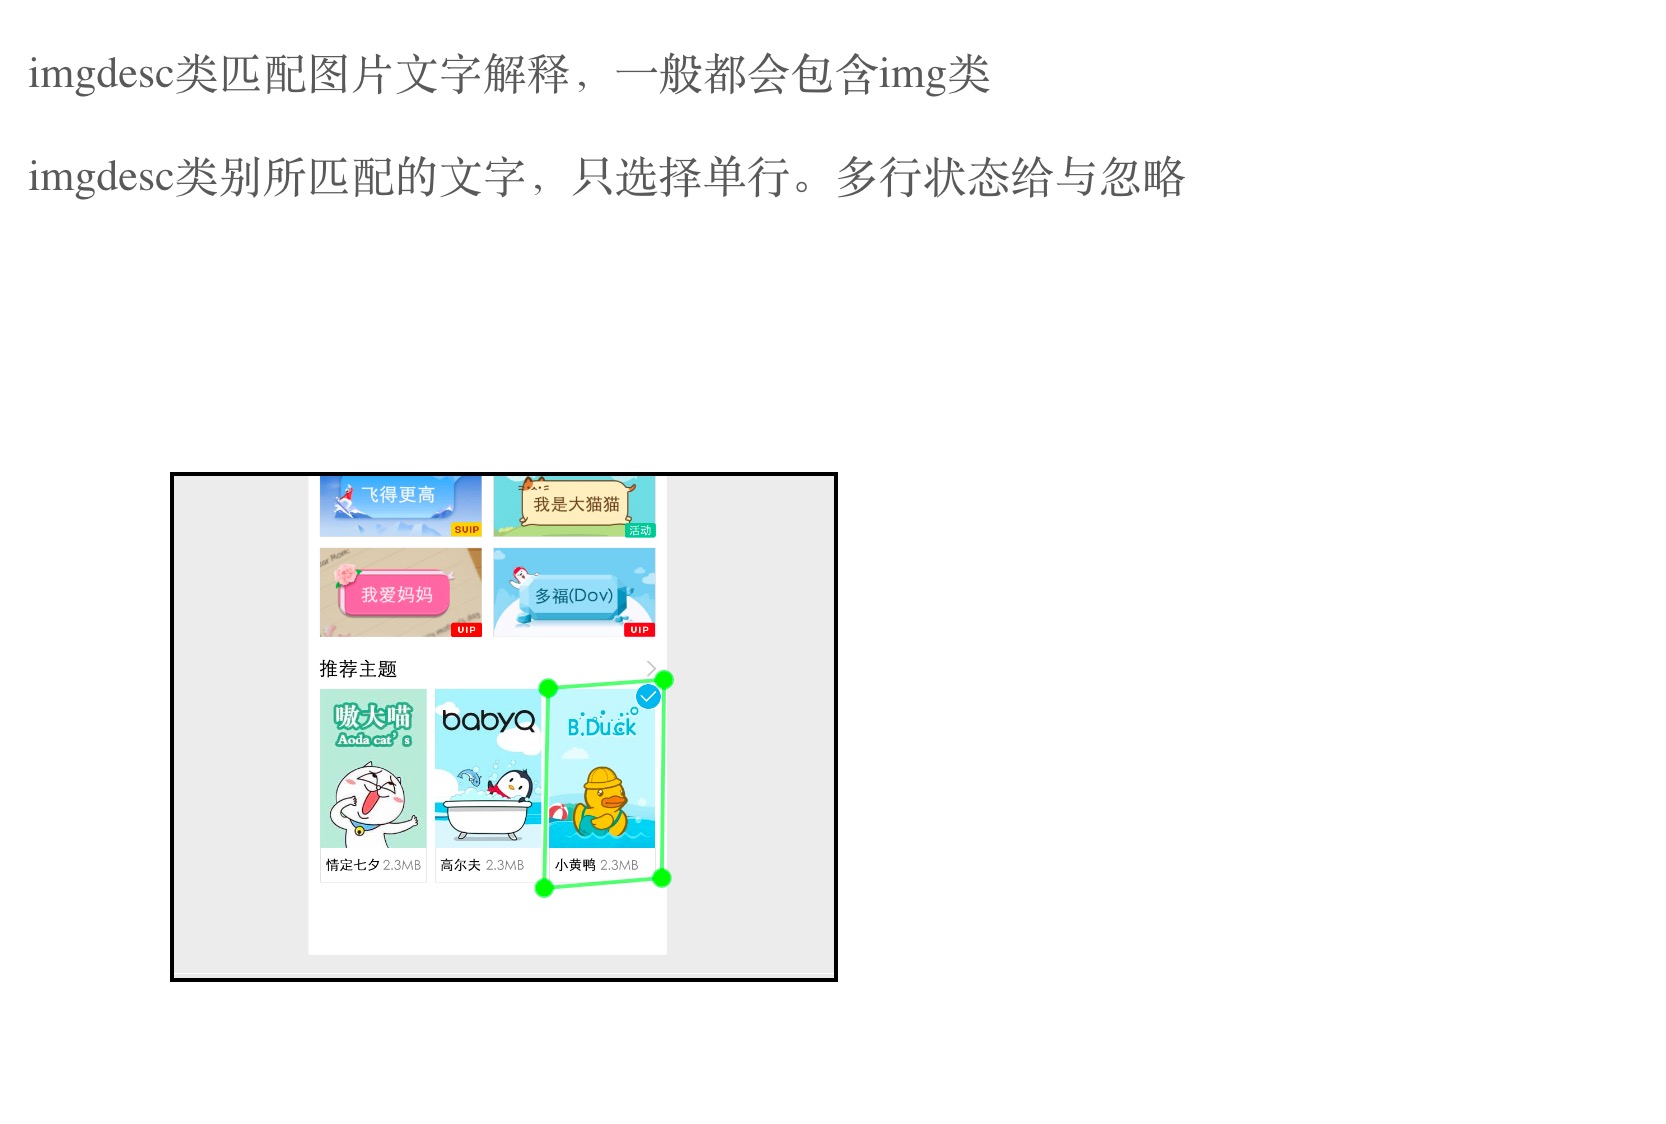 imgdesc类匹配图片文字解释，一般都会包含img类
imgdesc类别所匹配的文字，只选择单行。多行状态给与忽略
飞得更高
SVIP
我是大猫猫
活动
我爱妈妈
VIP
多福(Dov)
VIP
推荐主题
嗷大喵
Aoda cat's
babyQ
B.Duck
情定七夕 2.3MB
高尔夫 2.3MB
小黄鸭 2.3MB